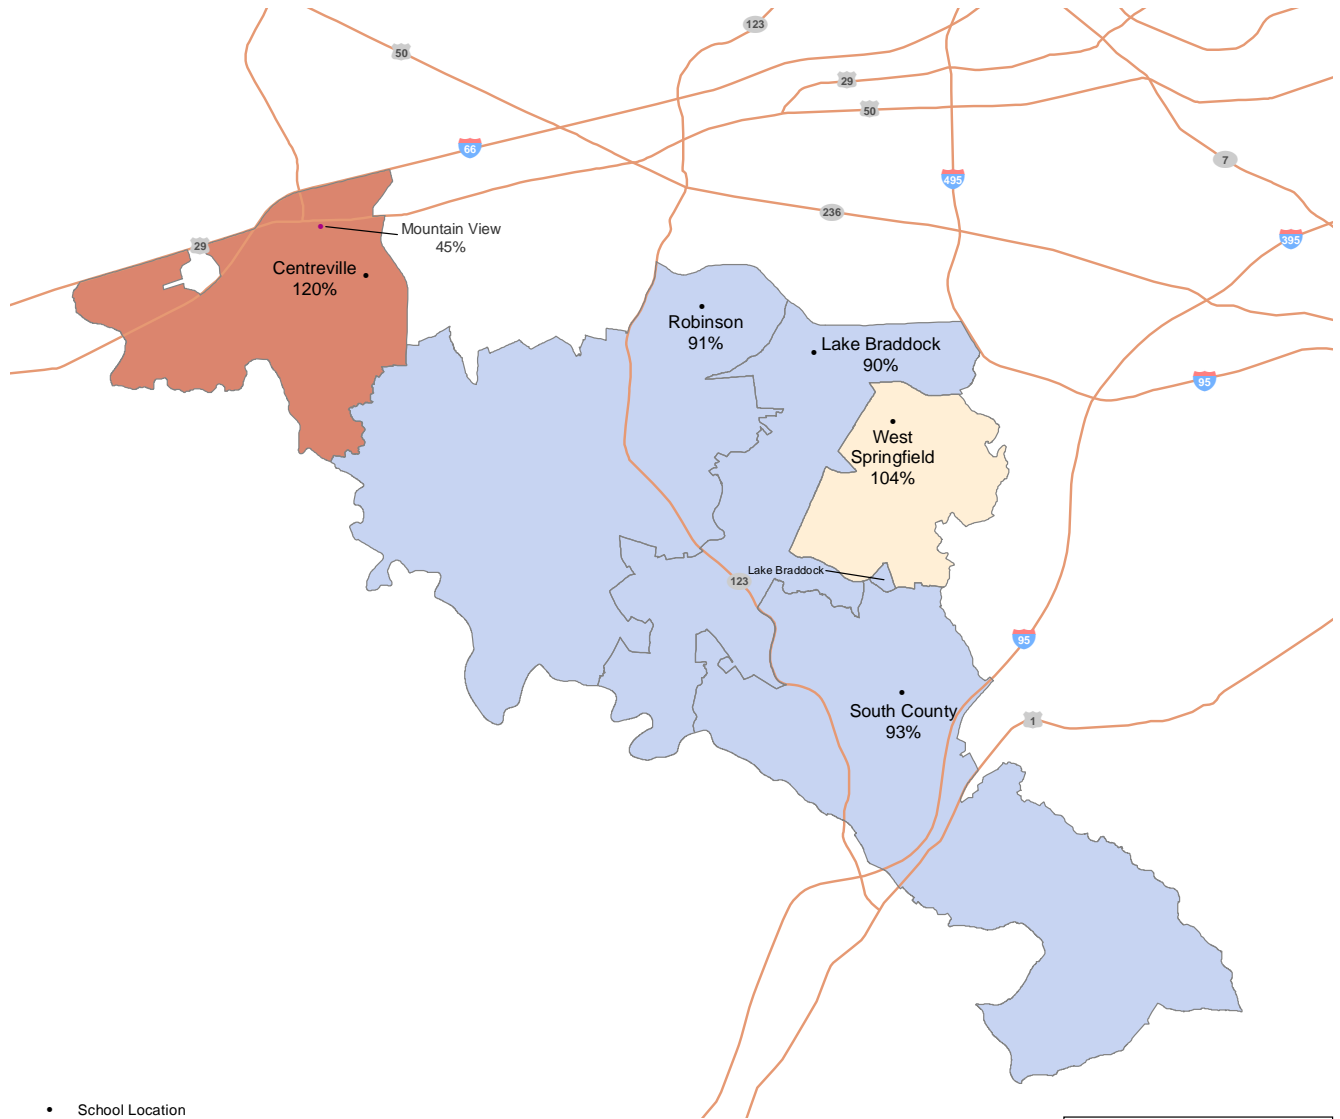 123
50
29
50
66
7
495
236
395
29
Mountain View
45%
Centreville
120%
Robinson
91%
Lake Braddock
90%
95
West
Springfield
104%
Lake Braddock
123
95
South County
93%
1
School Location